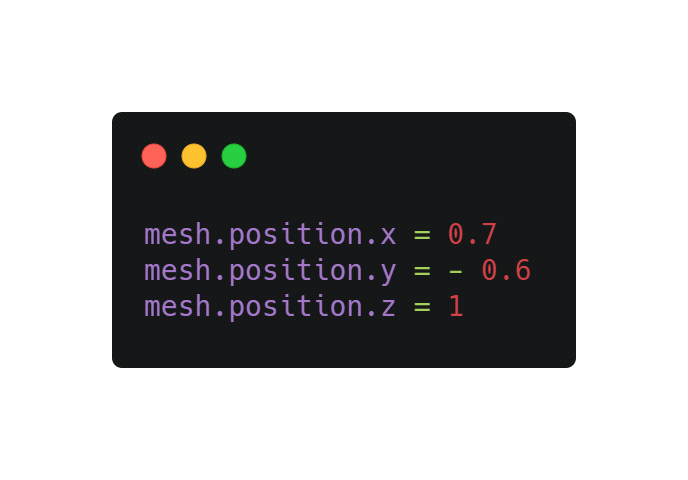 mesh.position.x = 0.7
mesh.position.y = - 0.6
mesh.position.z = 1